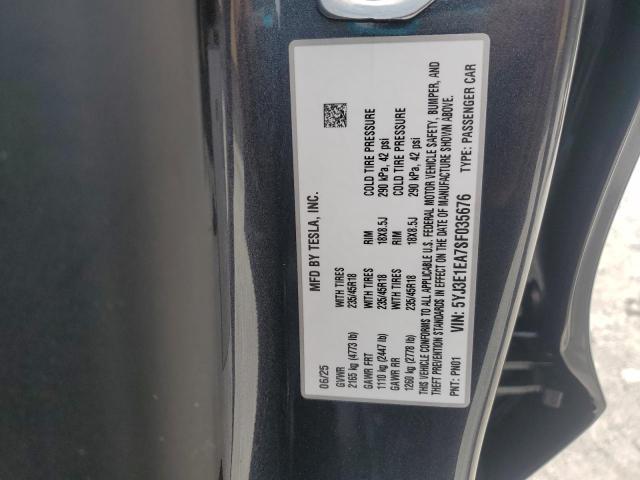 MFD BY TESLA, INC.
06/25
GVWR WITH TIRES RIM COLD TIRE PRESSURE
2165 kg (4773 lb) 235/45R18 18X8.5J 290 kPa, 42 psi
GAWR FRT WITH TIRES RIM COLD TIRE PRESSURE
1110 kg (2447 lb) 235/45R18 18X8.5J 290 kPa, 42 psi
GAWR RR
1260 kg (2778 lb) 235/45R18
THIS VEHICLE CONFORMS TO ALL APPLICABLE U.S. FEDERAL MOTOR VEHICLE SAFETY, BUMPER, AND
THEFT PREVENTION STANDARDS IN EFFECT ON THE DATE OF MANUFACTURE SHOWN ABOVE.
VIN: 5YJ3E1EA7SF035676 TYPE: PASSENGER CAR
PNT: PN01